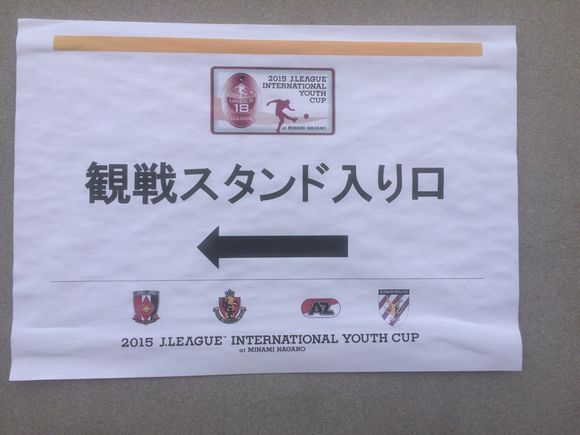 2015 J.LEAGUE
INTERNATIONAL
YOUTH
CUP
at MINAMI NAGANO
UNDER
18
J.LEAGUE
観戦スタンド入り口
AZ
2015 J.LEAGUE™ INTERNATIONAL YOUTH CUP
at MINAMI NAGANO